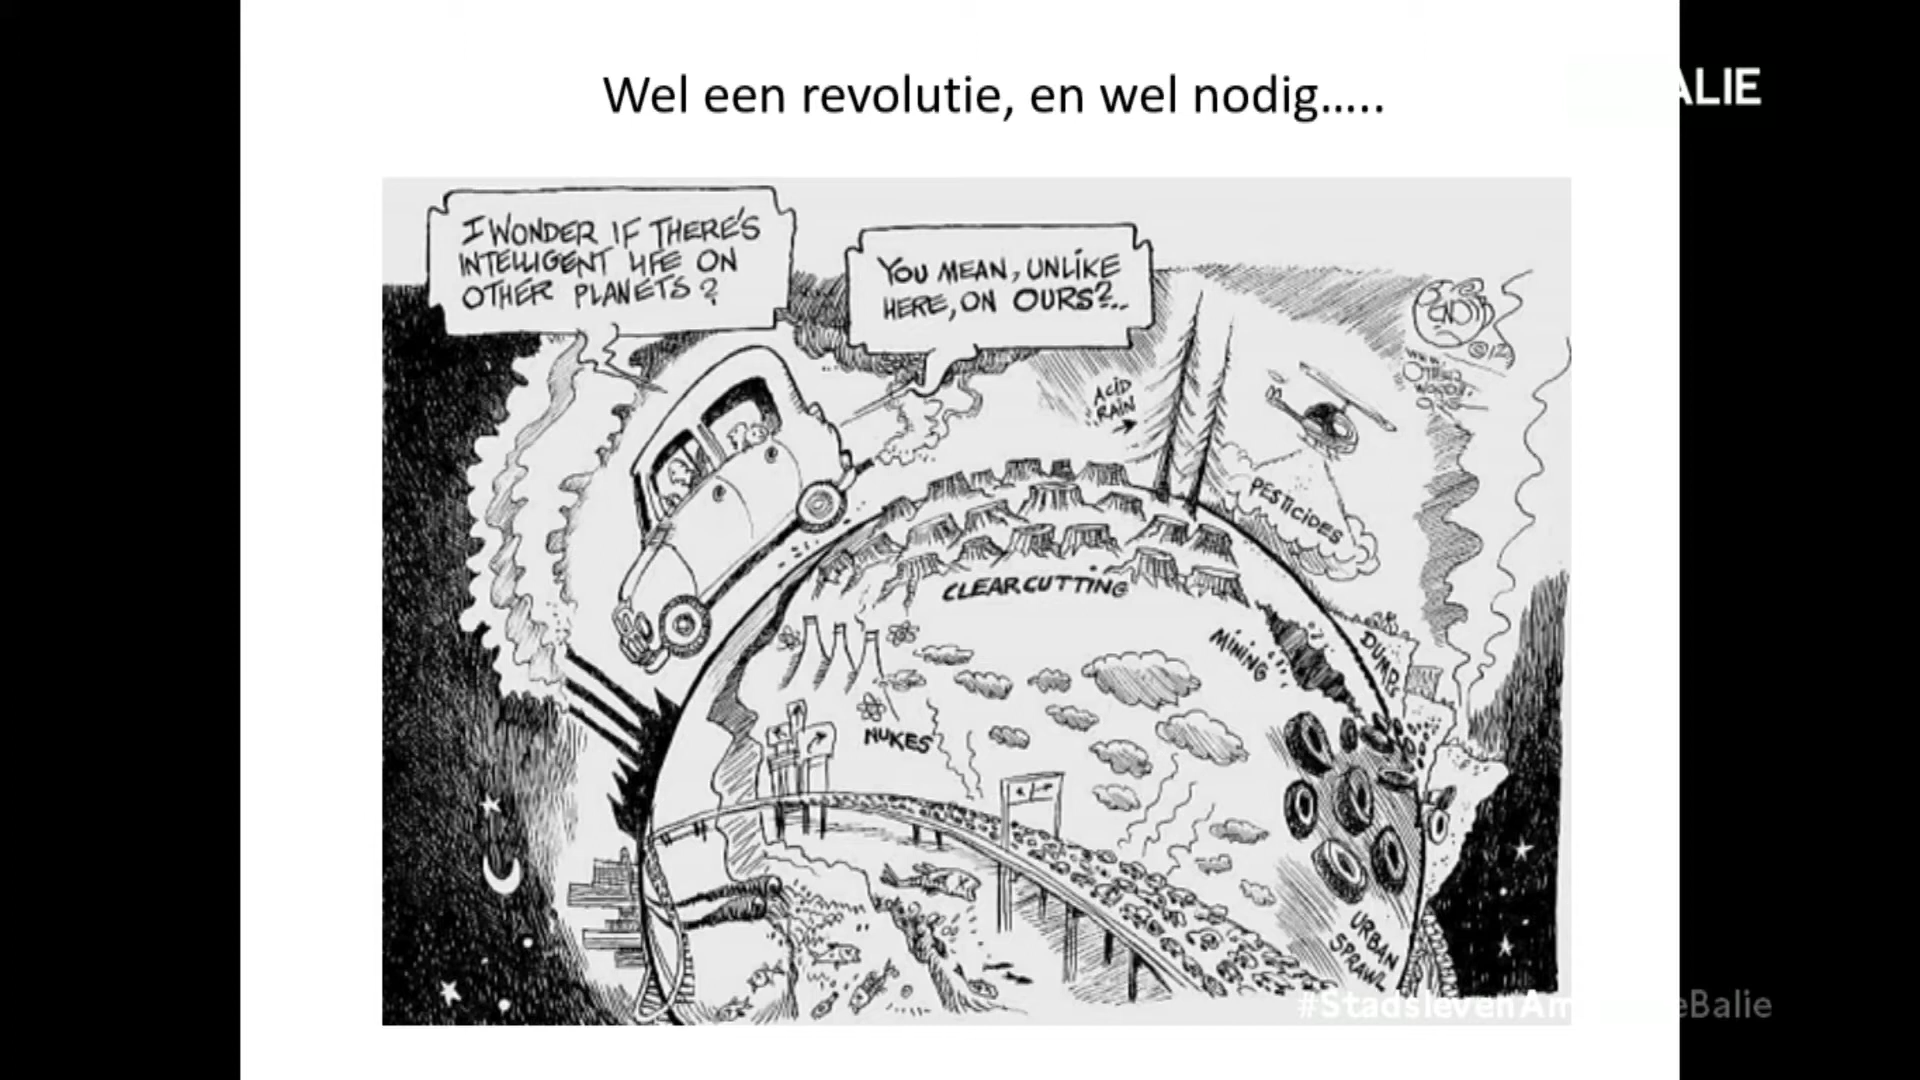 Wel een revolutie, en wel nodig.....
ALIE
I WONDER IF THERE'S
INTELLIGENT LIFE ON
OTHER PLANETS?
YOU MEAN, UNLIKE
HERE, ON OURS?..
ACID
RAIN
PESTICIDES
CLEARCUTTING
MINING
DUMPS
NUKES
URBAN
SPRAWL
#StadslevenAm eBalie